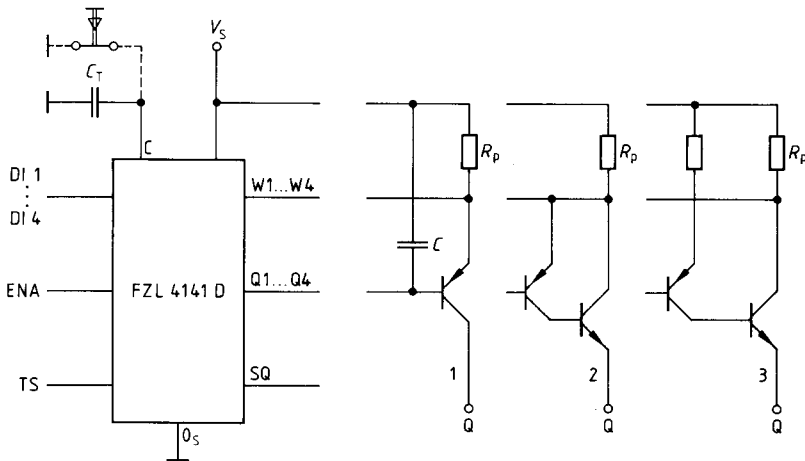 V_S
C_T
C
DI 1
⋮
DI 4
W1...W4
ENA
FZL 4141 D
Q1...Q4
TS
SQ
0_S
R_p
C
1
Q
R_p
2
Q
R_p
3
Q